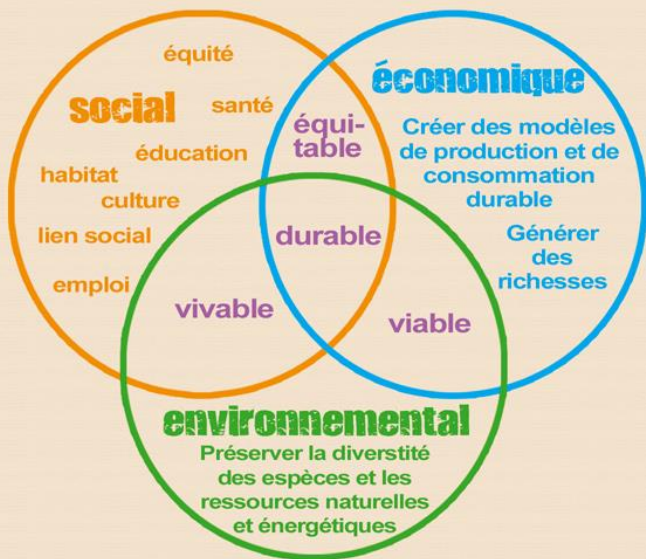 social
équité
santé
éducation
habitat
culture
lien social
emploi
économique
Créer des modèles
de production et de
consommation
durable
Générer
des
richesses
équi-
table
durable
vivable
viable
environnemental
Préserver la diverstité
des espèces et les
ressources naturelles
et énergétiques